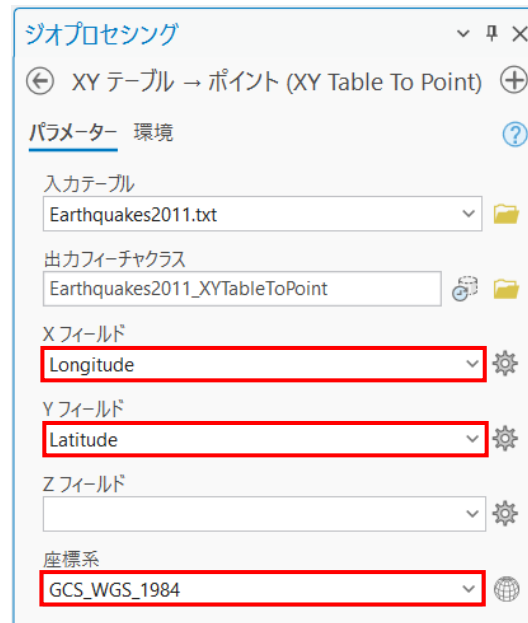 ジオプロセシング
XY テーブル → ポイント (XY Table To Point)
パラメーター 環境
入力テーブル
Earthquakes2011.txt
出力フィーチャクラス
Earthquakes2011_XYTableToPoint
X フィールド
Longitude
Y フィールド
Latitude
Z フィールド
座標系
GCS_WGS_1984